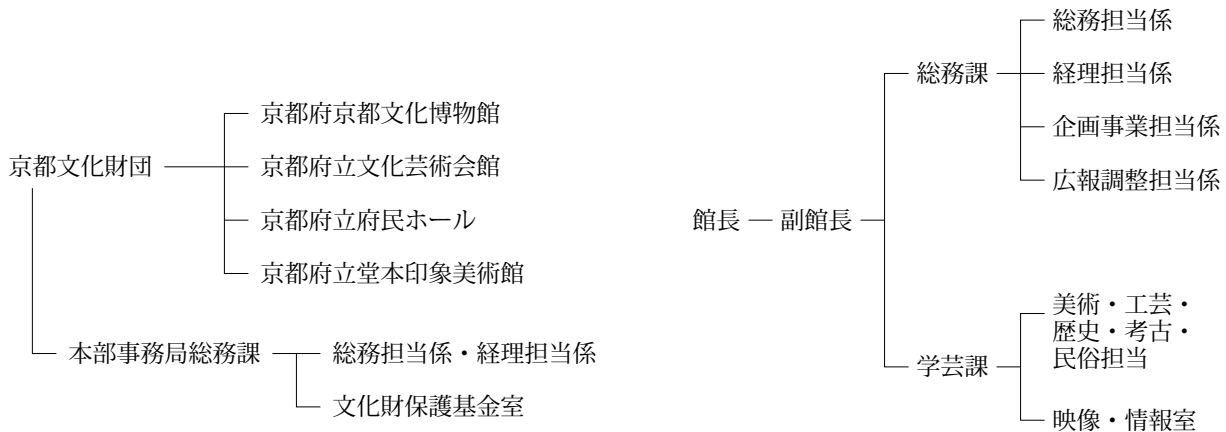 京都文化財団
京都府京都文化博物館
京都府立文化芸術会館
京都府立府民ホール
京都府立堂本印象美術館
本部事務局総務課
総務担当係・経理担当係
文化財保護基金室
館長
副館長
総務課
総務担当係
経理担当係
企画事業担当係
広報調整担当係
学芸課
美術・工芸・
歴史・考古・
民俗担当
映像・情報室